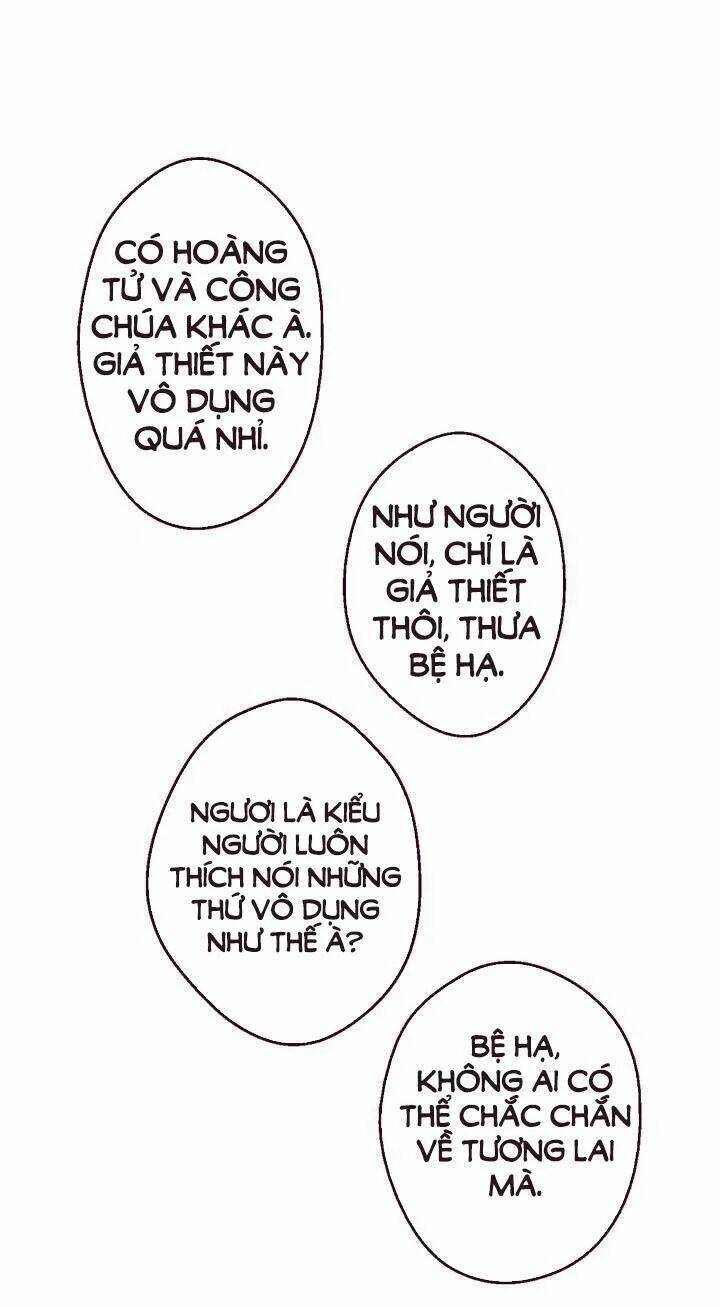 CÓ HOÀNG
TỬ VÀ CÔNG
CHÚA KHÁC À.
GIẢ THIẾT NÀY
VÔ DỤNG
QUÁ NHỈ.
NHƯ NGƯỜI
NÓI, CHỈ LÀ
GIẢ THIẾT
THÔI, THƯA
BỆ HẠ.
NGƯƠI LÀ KIỂU
NGƯỜI LUÔN
THÍCH NÓI NHỮNG
THỨ VÔ DỤNG
NHƯ THẾ À?
BỆ HẠ,
KHÔNG AI CÓ
THỂ CHẮC CHẮN
VỀ TƯƠNG LAI
MÀ.